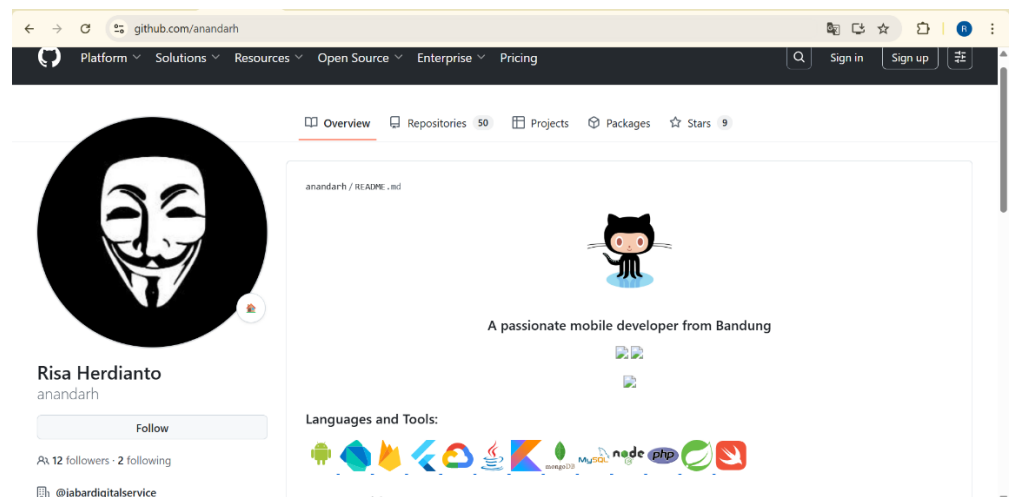 github.com/anandarh
R
Platform Solutions Resources Open Source Enterprise Pricing Sign in Sign up
Overview Repositories 50 Projects Packages Stars 9
anandarh / README.md
A passionate mobile developer from Bandung
Risa Herdianto
anandarh
Follow
12 followers · 2 following
@jabardigitalservice
Languages and Tools:
mongoDB MySQL node php